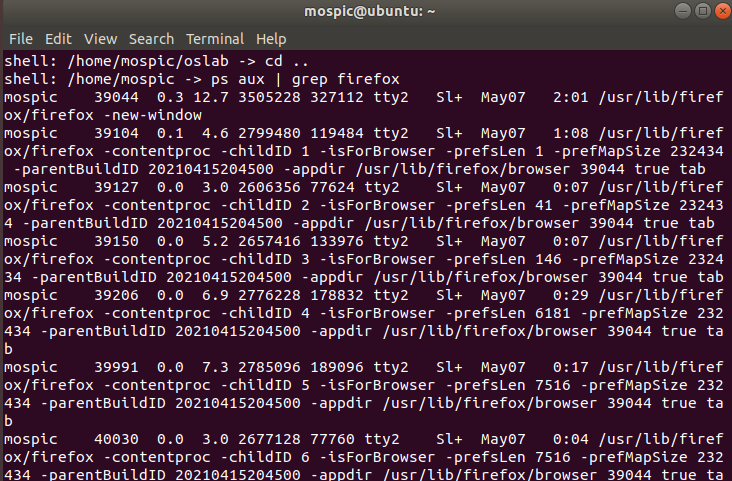 mospic@ubuntu: ~
File Edit View Search Terminal Help
shell: /home/mospic/oslab -> cd ..
shell: /home/mospic -> ps aux | grep firefox
mospic 39044 0.3 12.7 3505228 327112 tty2 Sl+ May07 2:01 /usr/lib/firef
ox/firefox -new-window
mospic 39104 0.1 4.6 2799480 119484 tty2 Sl+ May07 1:08 /usr/lib/firef
ox/firefox -contentproc -childID 1 -isForBrowser -prefsLen 1 -prefMapSize 232434
-parentBuildID 20210415204500 -appdir /usr/lib/firefox/browser 39044 true tab
mospic 39127 0.0 3.0 2606356 77624 tty2 Sl+ May07 0:07 /usr/lib/firef
ox/firefox -contentproc -childID 2 -isForBrowser -prefsLen 41 -prefMapSize 23243
4 -parentBuildID 20210415204500 -appdir /usr/lib/firefox/browser 39044 true tab
mospic 39150 0.0 5.2 2657416 133976 tty2 Sl+ May07 0:07 /usr/lib/firef
ox/firefox -contentproc -childID 3 -isForBrowser -prefsLen 146 -prefMapSize 2324
34 -parentBuildID 20210415204500 -appdir /usr/lib/firefox/browser 39044 true tab
mospic 39206 0.0 6.9 2776228 178832 tty2 Sl+ May07 0:29 /usr/lib/firef
ox/firefox -contentproc -childID 4 -isForBrowser -prefsLen 6181 -prefMapSize 232
434 -parentBuildID 20210415204500 -appdir /usr/lib/firefox/browser 39044 true ta
b
mospic 39991 0.0 7.3 2785096 189096 tty2 Sl+ May07 0:17 /usr/lib/firef
ox/firefox -contentproc -childID 5 -isForBrowser -prefsLen 7516 -prefMapSize 232
434 -parentBuildID 20210415204500 -appdir /usr/lib/firefox/browser 39044 true ta
b
mospic 40030 0.0 3.0 2677128 77760 tty2 Sl+ May07 0:04 /usr/lib/firef
ox/firefox -contentproc -childID 6 -isForBrowser -prefsLen 7516 -prefMapSize 232
434 -parentBuildID 20210415204500 -appdir /usr/lib/firefox/browser 39044 true ta